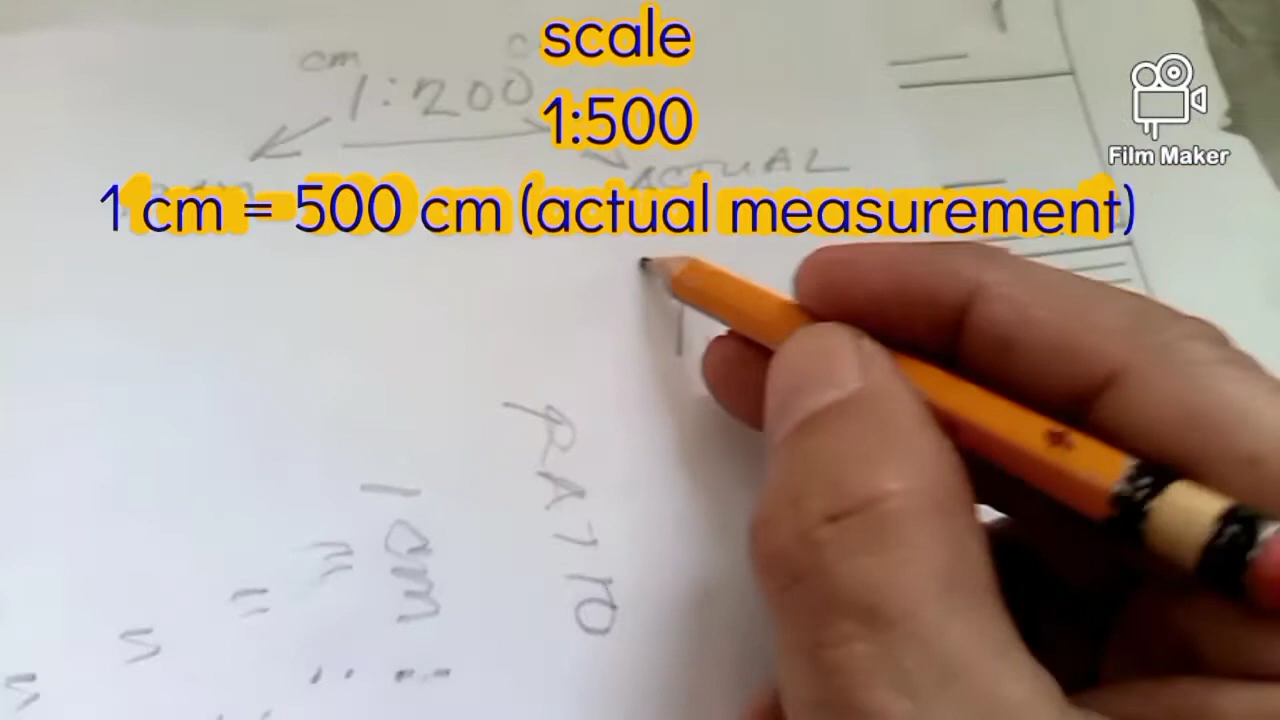 scale
1:500
1 cm = 500 cm (actual measurement)
Film Maker
cm
1:200
ACTUAL
RATIO
1 cm :